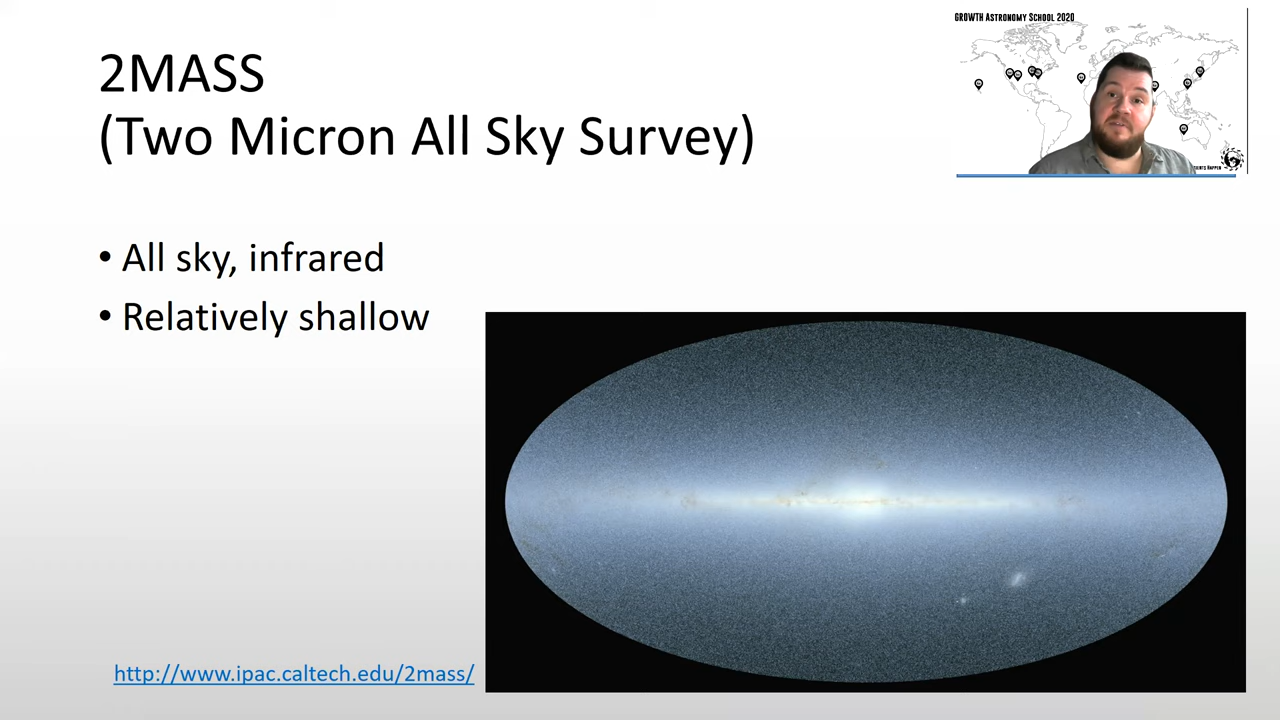 GROWTH ASTRONOMY SCHOOL 2020
2MASS
(Two Micron All Sky Survey)
• All sky, infrared
• Relatively shallow
http://www.ipac.caltech.edu/2mass/